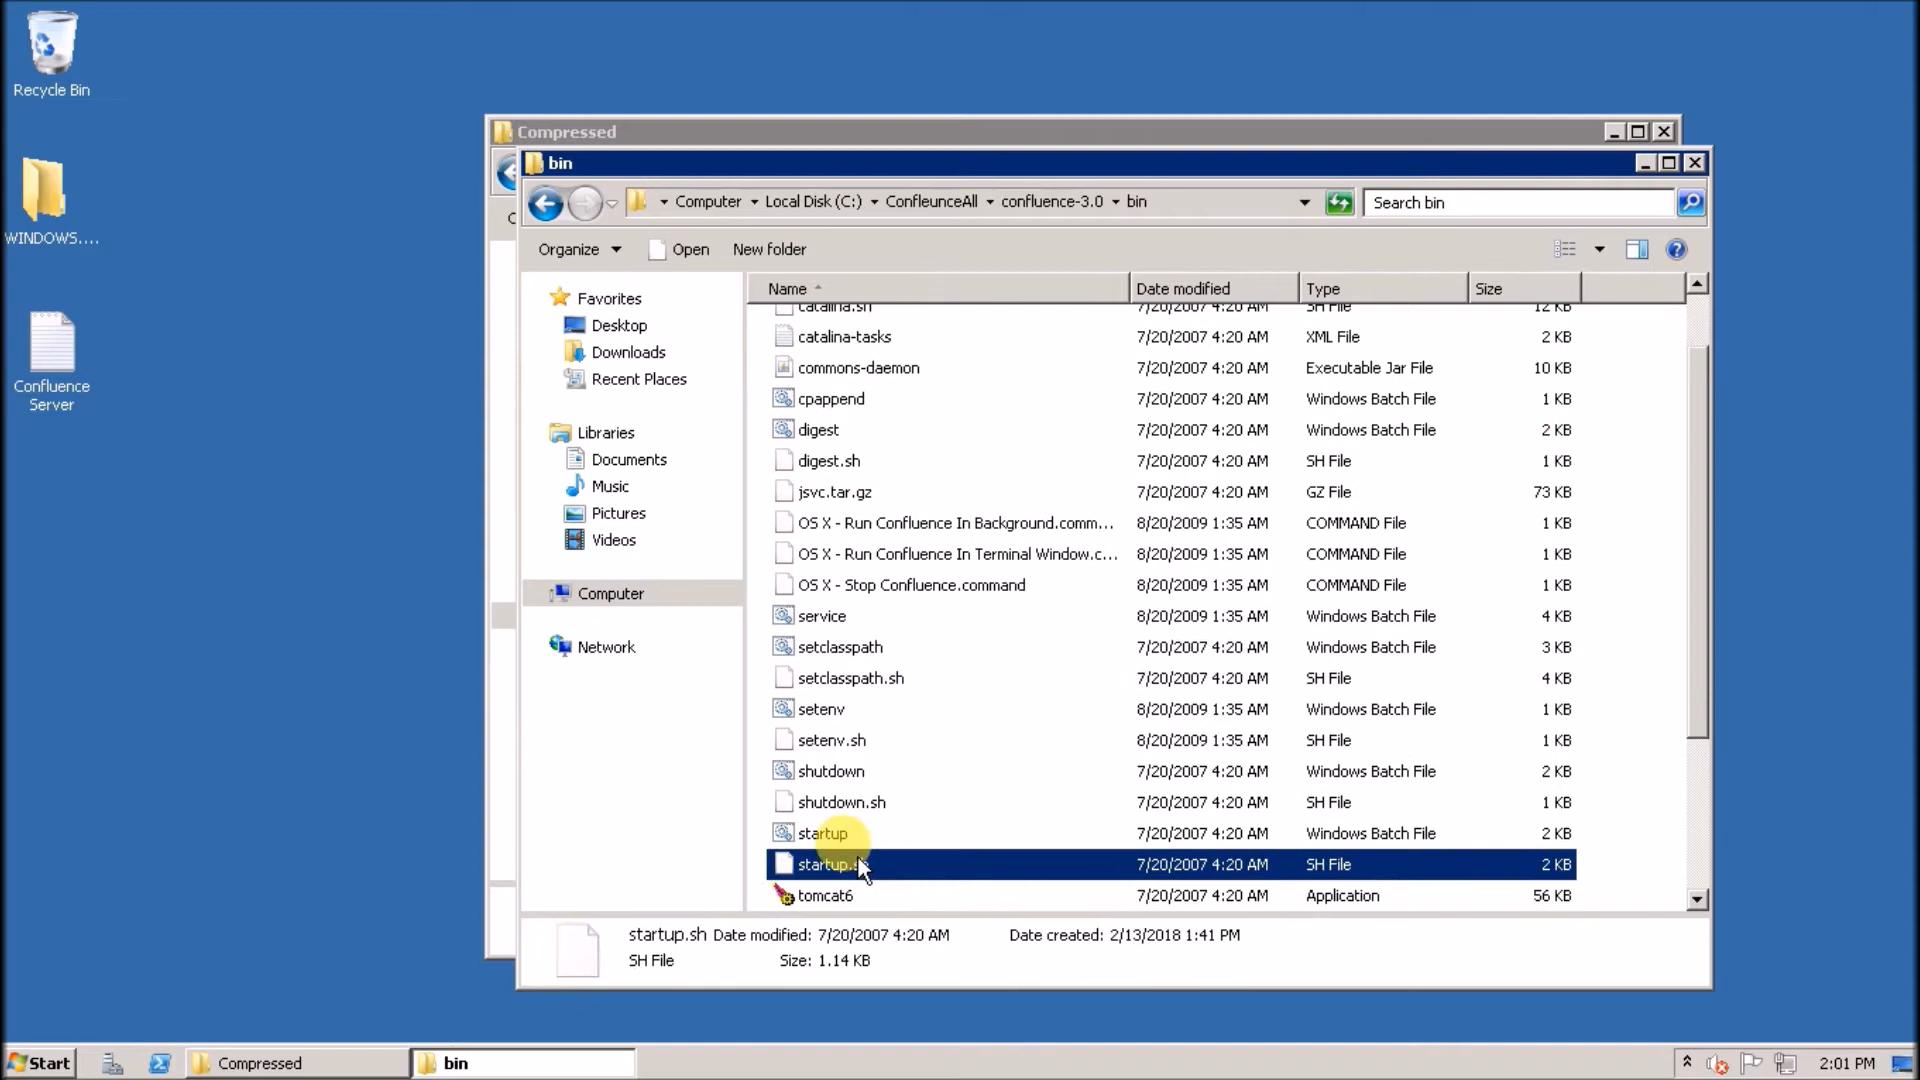 Recycle Bin
WINDOWS....
Confluence
Server
Compressed
bin
Computer Local Disk (C:) ConfleunceAll confluence-3.0 bin
Search bin
Organize Open New folder
Favorites
Desktop
Downloads
Recent Places
Libraries
Documents
Music
Pictures
Videos
Computer
Network
Name Date modified Type Size
catalina.sh 7/20/2007 4:20 AM SH File 12 KB
catalina-tasks 7/20/2007 4:20 AM XML File 2 KB
commons-daemon 7/20/2007 4:20 AM Executable Jar File 10 KB
cpappend 7/20/2007 4:20 AM Windows Batch File 1 KB
digest 7/20/2007 4:20 AM Windows Batch File 2 KB
digest.sh 7/20/2007 4:20 AM SH File 1 KB
jsvc.tar.gz 7/20/2007 4:20 AM GZ File 73 KB
OS X - Run Confluence In Background.comm... 8/20/2009 1:35 AM COMMAND File 1 KB
OS X - Run Confluence In Terminal Window.c... 8/20/2009 1:35 AM COMMAND File 1 KB
OS X - Stop Confluence.command 8/20/2009 1:35 AM COMMAND File 1 KB
service 8/20/2009 1:35 AM Windows Batch File 4 KB
setclasspath 7/20/2007 4:20 AM Windows Batch File 3 KB
setclasspath.sh 7/20/2007 4:20 AM SH File 4 KB
setenv 8/20/2009 1:35 AM Windows Batch File 1 KB
setenv.sh 8/20/2009 1:35 AM SH File 1 KB
shutdown 7/20/2007 4:20 AM Windows Batch File 2 KB
shutdown.sh 7/20/2007 4:20 AM SH File 1 KB
startup 7/20/2007 4:20 AM Windows Batch File 2 KB
startup.sh 7/20/2007 4:20 AM SH File 2 KB
tomcat6 7/20/2007 4:20 AM Application 56 KB
startup.sh Date modified: 7/20/2007 4:20 AM Date created: 2/13/2018 1:41 PM
SH File Size: 1.14 KB
Start Compressed bin 2:01 PM